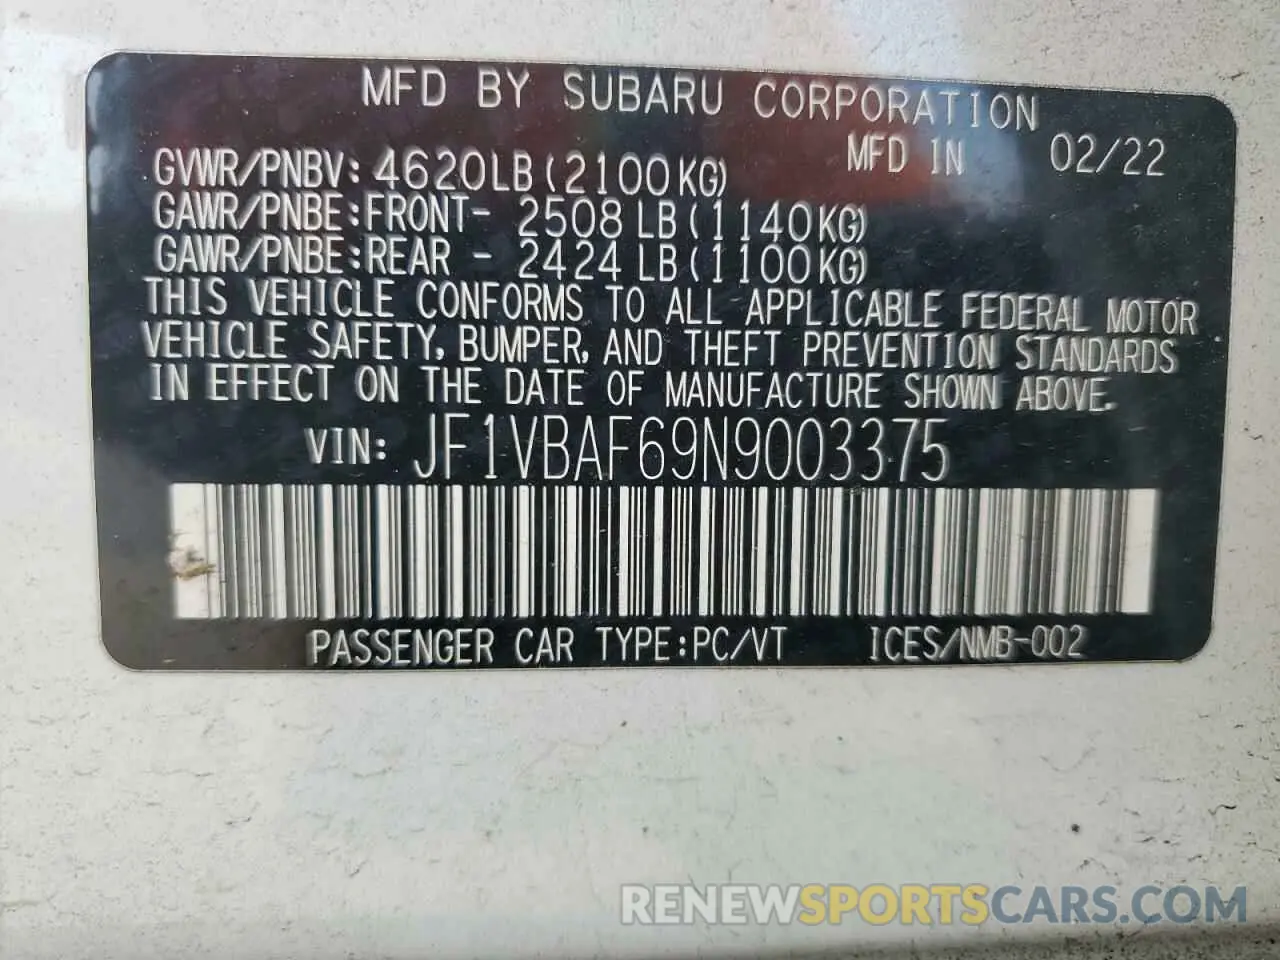 MFD BY SUBARU CORPORATION
MFD IN 02/22
GVWR/PNBV: 4620LB(2100KG)
GAWR/PNBE:FRONT- 2508 LB(1140KG)
GAWR/PNBE:REAR - 2424 LB(1100KG)
THIS VEHICLE CONFORMS TO ALL APPLICABLE FEDERAL MOTOR
VEHICLE SAFETY, BUMPER, AND THEFT PREVENTION STANDARDS
IN EFFECT ON THE DATE OF MANUFACTURE SHOWN ABOVE.
VIN: JF1VBAF69N9003375
PASSENGER CAR TYPE:PC/VT ICES/NMB-002
RENEWSPORTSCARS.COM